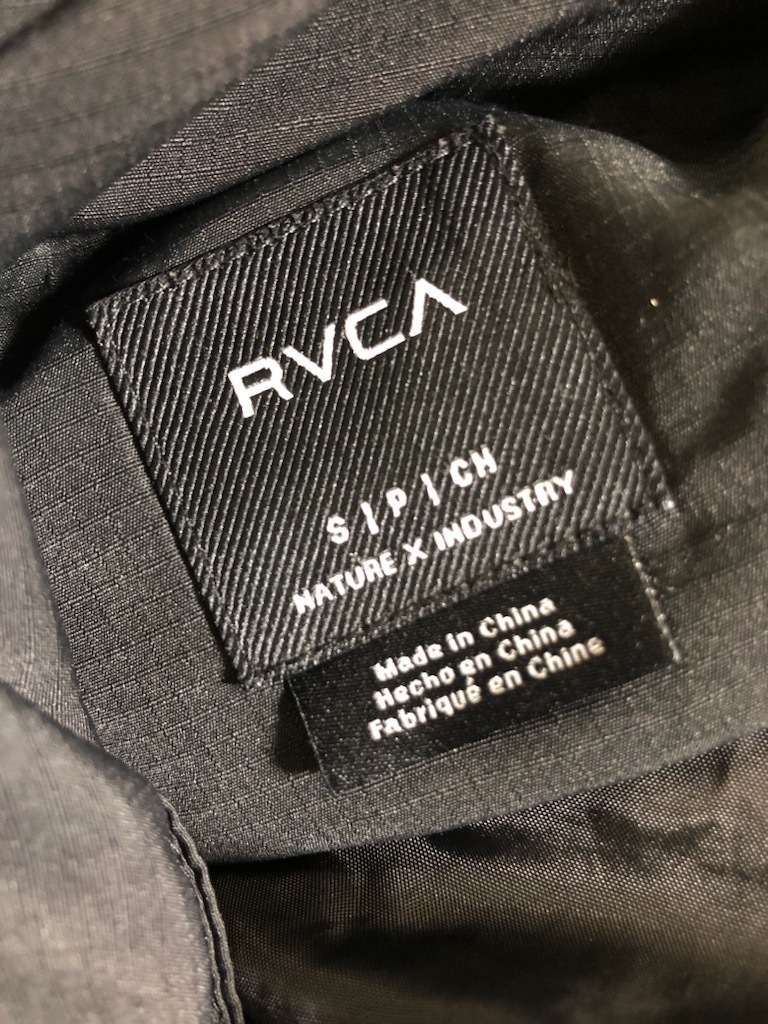 RVCA
S | P | CH
NATURE X INDUSTRY
Made in China
Hecho en China
Fabriqué en Chine